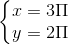 x = 3Π
y = 2Π